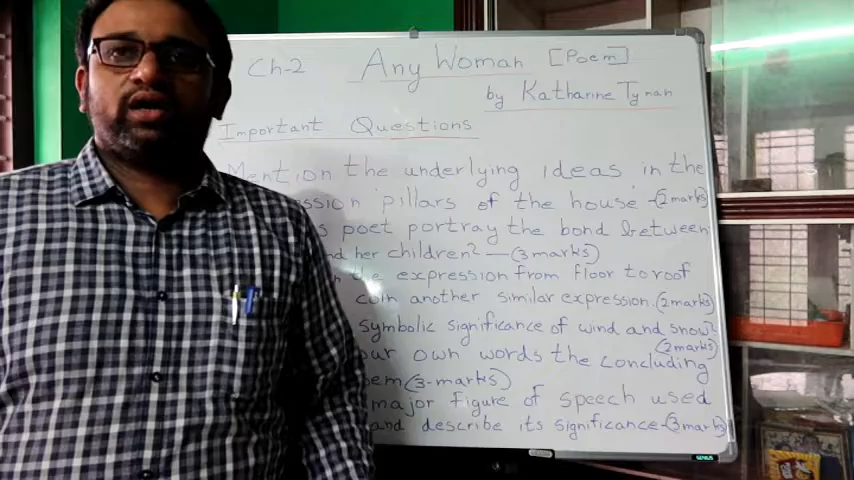 Ch-2 Any Woman [Poem]
by Katharine Tynan
Important Questions
Mention the underlying ideas in the
pillars of the house -(2 marks)
poet portray the bond between
her children? — (3 marks)
the expression from floor to roof
coin another similar expression. (2 marks)
symbolic significance of wind and snow?
(2 marks)
own words the concluding
(3-marks)
major figure of speech used
and describe its significance-(3 marks)
GENIUS